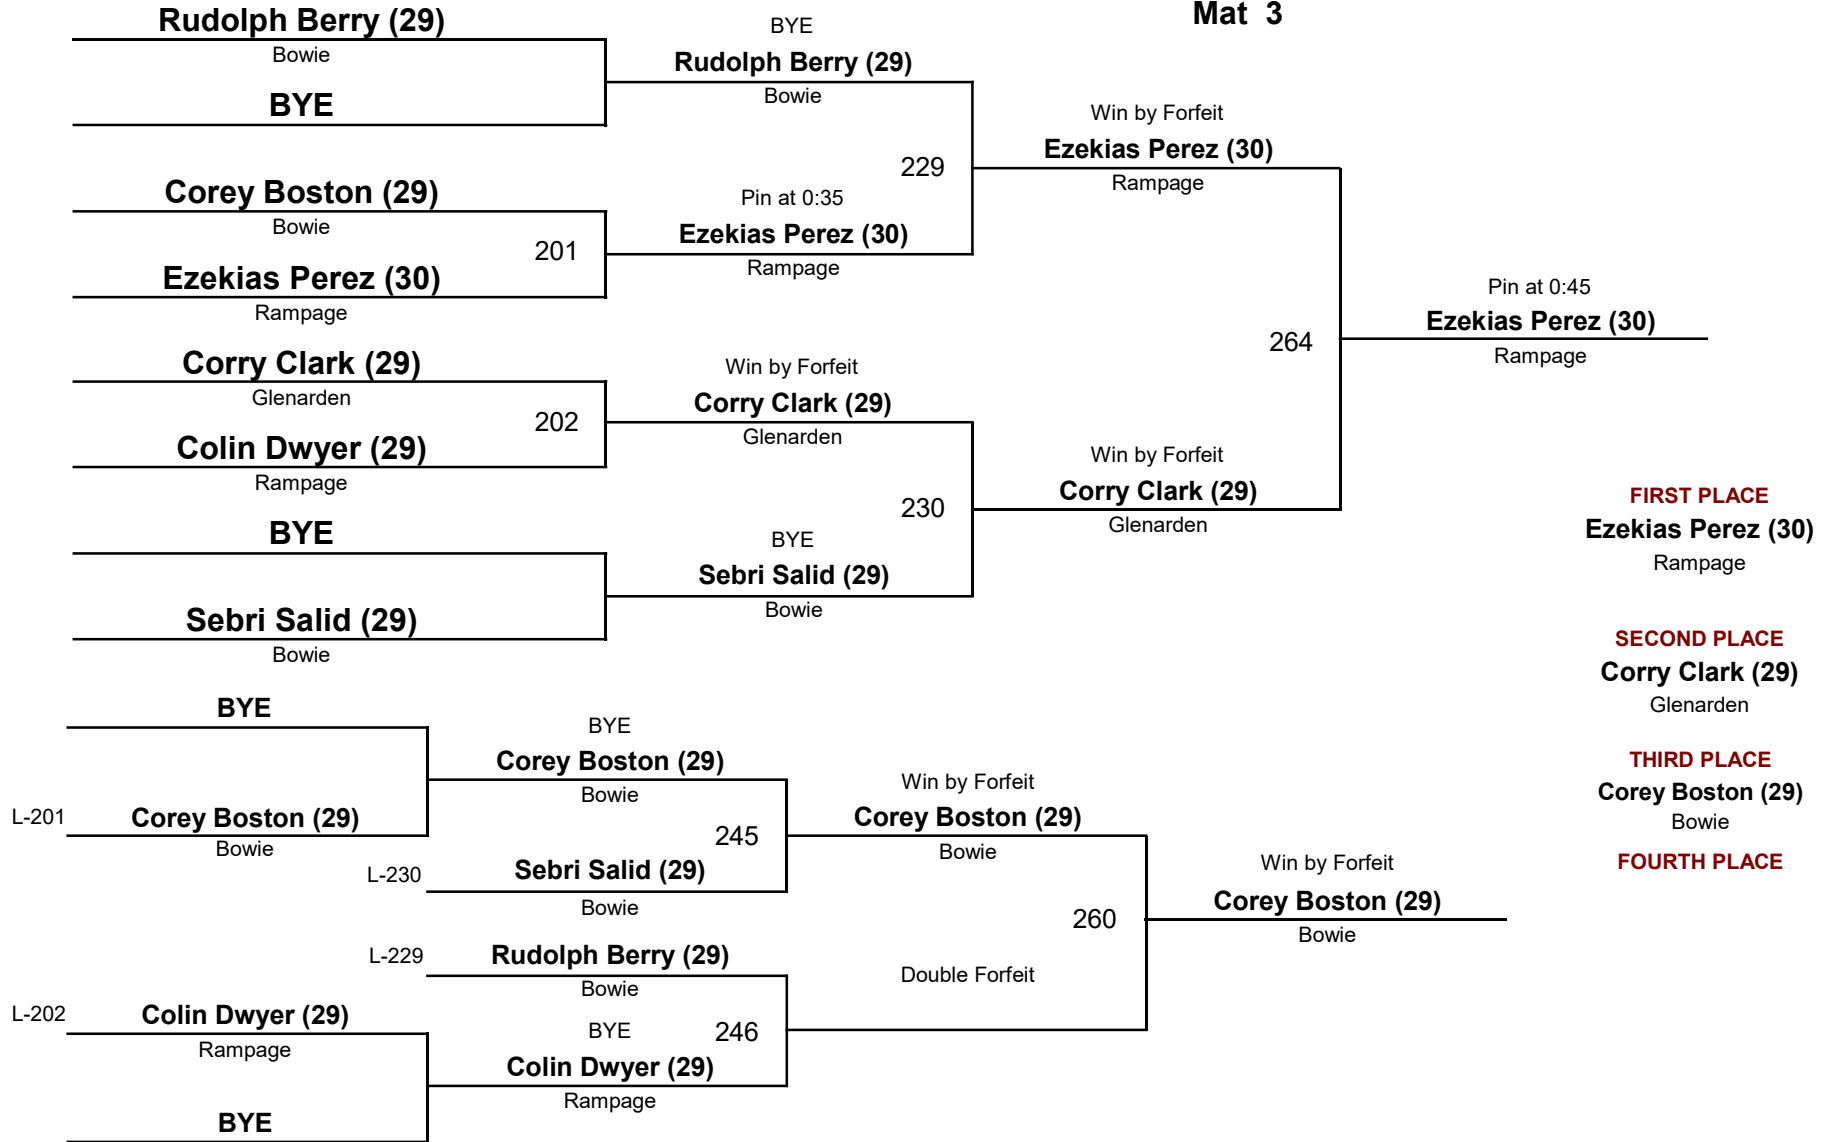 Mat 3
Rudolph Berry (29)
Bowie
BYE
BYE
Rudolph Berry (29)
Bowie
Corey Boston (29)
Bowie
201
Ezekias Perez (30)
Rampage
Pin at 0:35
Ezekias Perez (30)
Rampage
229
Win by Forfeit
Ezekias Perez (30)
Rampage
Corry Clark (29)
Glenarden
202
Colin Dwyer (29)
Rampage
Win by Forfeit
Corry Clark (29)
Glenarden
BYE
Sebri Salid (29)
Bowie
BYE
Sebri Salid (29)
Bowie
230
Win by Forfeit
Corry Clark (29)
Glenarden
264
Pin at 0:45
Ezekias Perez (30)
Rampage
FIRST PLACE
Ezekias Perez (30)
Rampage
SECOND PLACE
Corry Clark (29)
Glenarden
THIRD PLACE
Corey Boston (29)
Bowie
FOURTH PLACE
BYE
L-201
Corey Boston (29)
Bowie
BYE
Corey Boston (29)
Bowie
245
L-230
Sebri Salid (29)
Bowie
Win by Forfeit
Corey Boston (29)
Bowie
L-229
Rudolph Berry (29)
Bowie
L-202
Colin Dwyer (29)
Rampage
BYE
BYE
Colin Dwyer (29)
Rampage
246
Double Forfeit
260
Win by Forfeit
Corey Boston (29)
Bowie